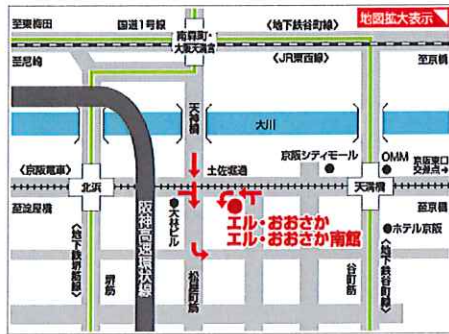 地図拡大表示
至東梅田
国道1号線
南森町・
大阪天満宮
〈地下鉄谷町線〉
至尼崎
〈JR東西線〉
至京橋
天神橋
大川
京阪シティモール
OMM
京阪東口
交差点→
〈京阪電車〉
土佐堀通
北浜
天満橋
至淀屋橋
至京橋
阪神高速環状線
大林ビル
エル・おおさか
エル・おおさか南館
ホテル京阪
〈地下鉄堺筋線〉
堺筋
松屋町筋
谷町筋
〈地下鉄谷町線〉